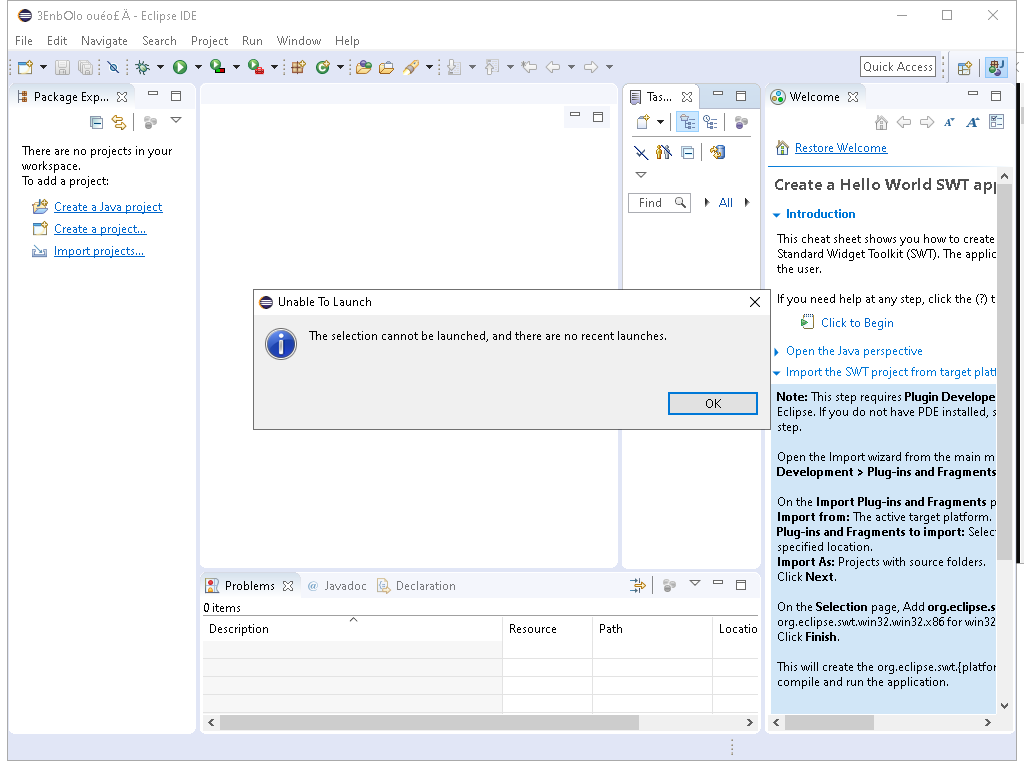 3EnbOlo ouéo£Ä - Eclipse IDE
File Edit Navigate Search Project Run Window Help
Quick Access
Package Exp...
There are no projects in your
workspace.
To add a project:
Create a Java project
Create a project...
Import projects...
Tas...
Find
All
Welcome
Restore Welcome
Create a Hello World SWT app
Introduction
This cheat sheet shows you how to create
Standard Widget Toolkit (SWT). The applic
the user.
If you need help at any step, click the (?) t
Click to Begin
Open the Java perspective
Import the SWT project from target platf
Note: This step requires Plugin Develope
Eclipse. If you do not have PDE installed, s
step.
Open the Import wizard from the main m
Development > Plug-ins and Fragments
On the Import Plug-ins and Fragments p
Import from: The active target platform.
Plug-ins and Fragments to import: Selec
specified location.
Import As: Projects with source folders.
Click Next.
On the Selection page, Add org.eclipse.s
org.eclipse.swt.win32.win32.x86 for win32
Click Finish.
This will create the org.eclipse.swt.{platfor
compile and run the application.
Unable To Launch
The selection cannot be launched, and there are no recent launches.
OK
Problems @ Javadoc Declaration
0 items
Description Resource Path Locatio